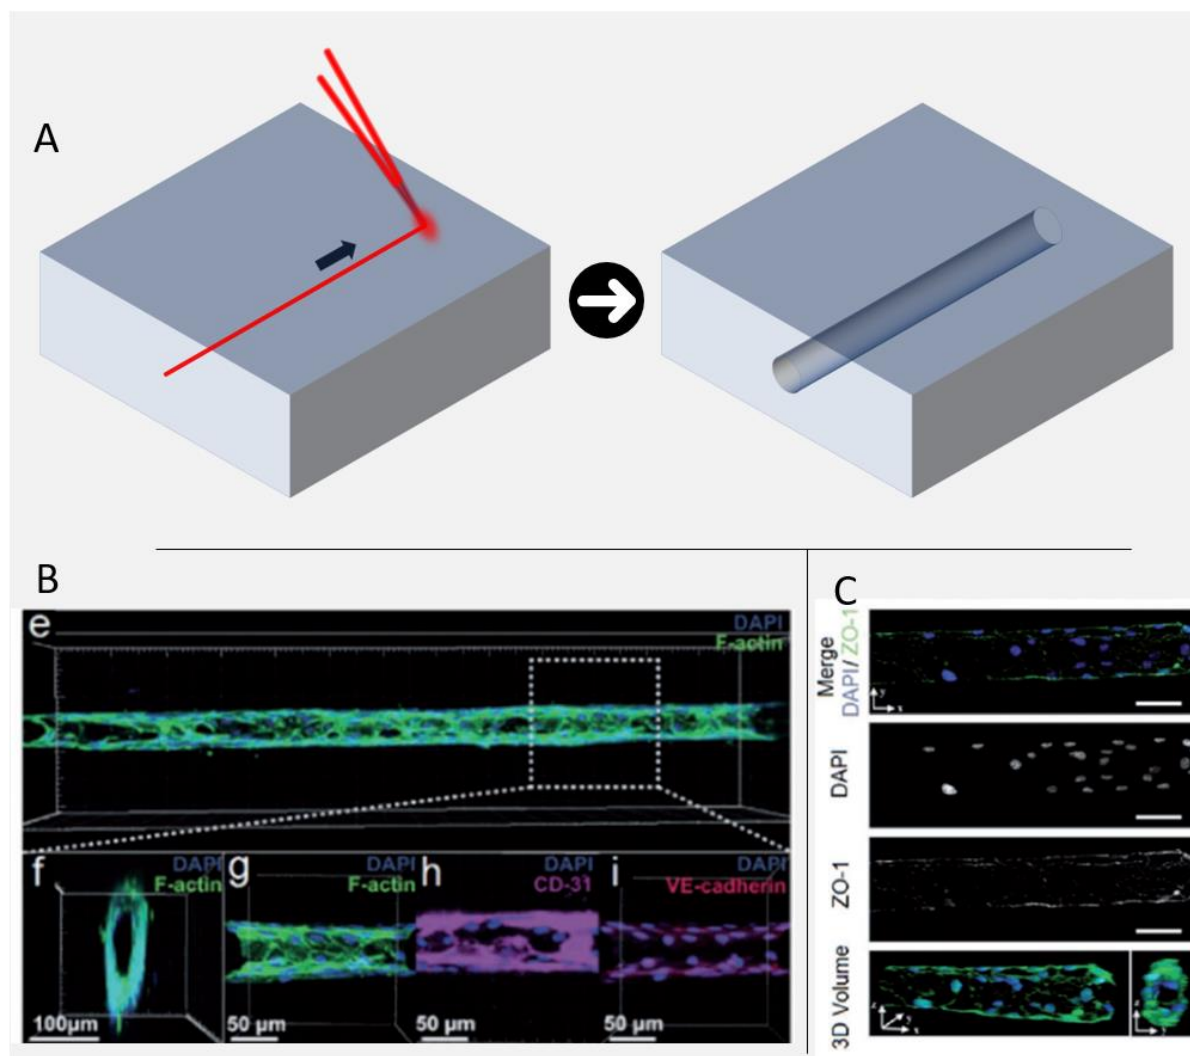 A
B
e
DAPI
F-actin
f
DAPI
F-actin
100µm
g
DAPI
F-actin
50 µm
h
DAPI
CD-31
50 µm
i
DAPI
VE-cadherin
50 µm
C
Merge
DAPI/ ZO-1
y
x
DAPI
ZO-1
3D Volume
z
y
x
z
y